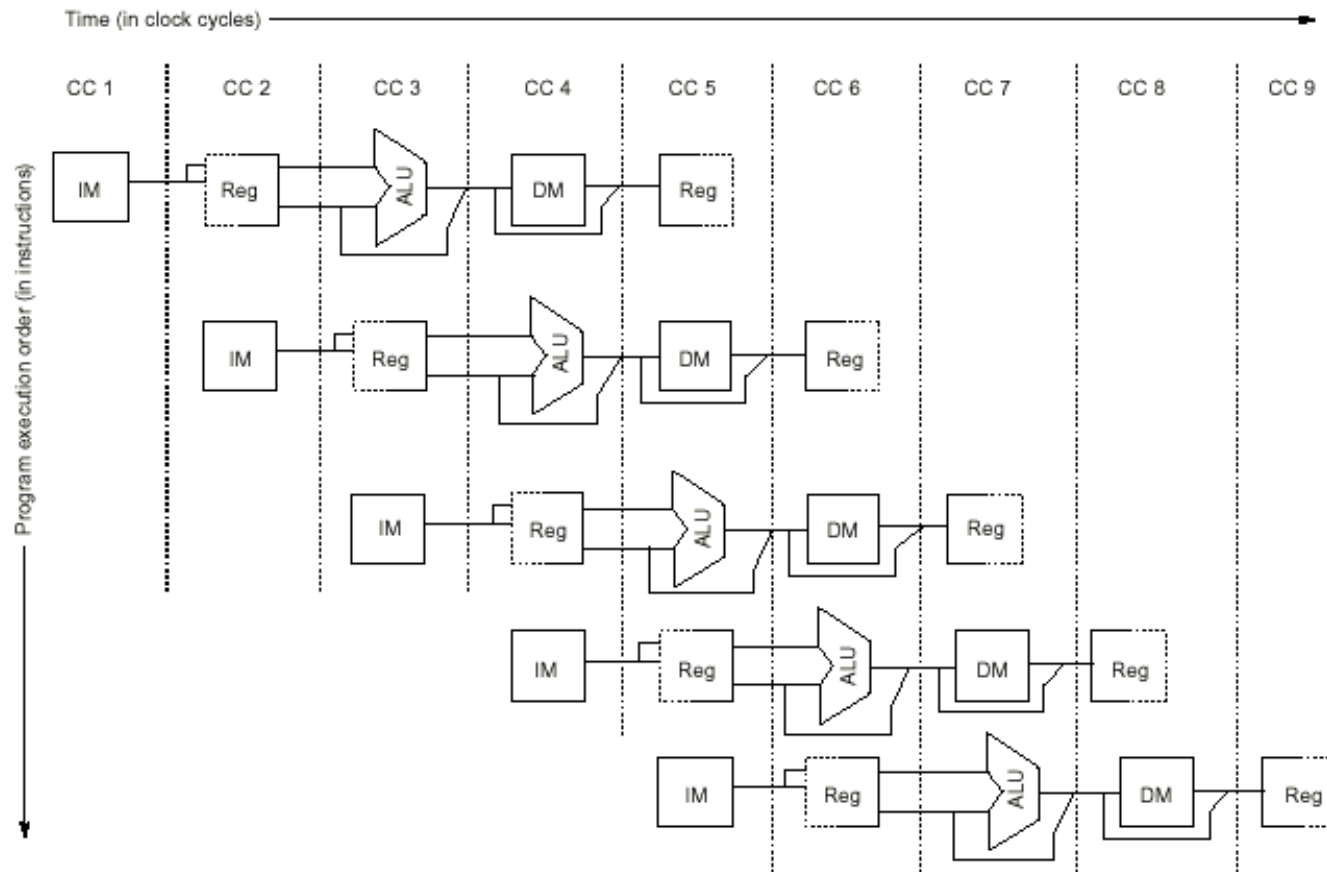 Time (in clock cycles)
CC 1 CC 2 CC 3 CC 4 CC 5 CC 6 CC 7 CC 8 CC 9
Program execution order (in instructions)
IM Reg ALU DM Reg
IM Reg ALU DM Reg
IM Reg ALU DM Reg
IM Reg ALU DM Reg
IM Reg ALU DM Reg